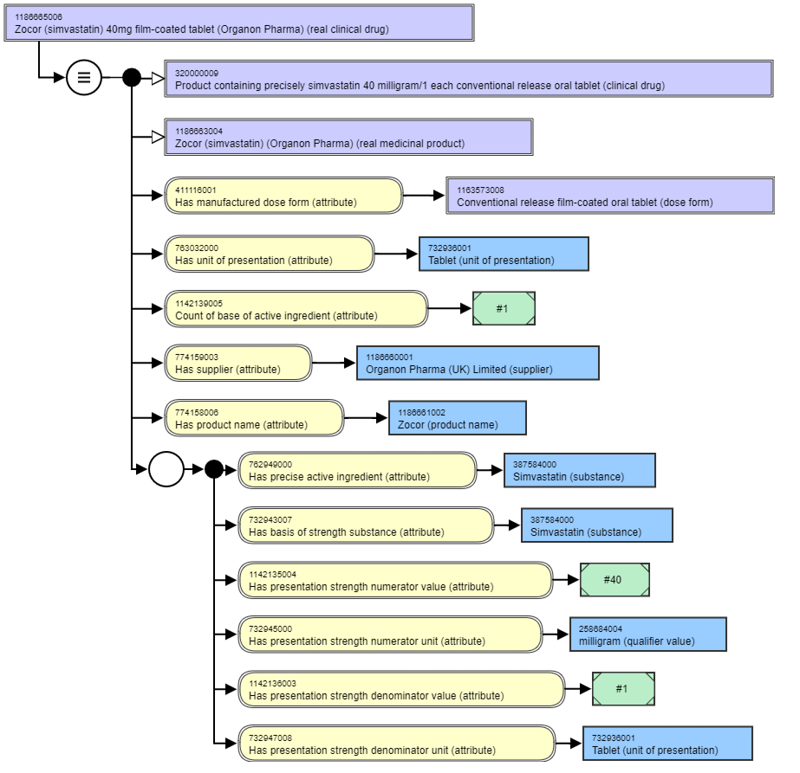 1186665006
Zocor (simvastatin) 40mg film-coated tablet (Organon Pharma) (real clinical drug)
320000009
Product containing precisely simvastatin 40 milligram/1 each conventional release oral tablet (clinical drug)
1186663004
Zocor (simvastatin) (Organon Pharma) (real medicinal product)
411116001
Has manufactured dose form (attribute)
1163573008
Conventional release film-coated oral tablet (dose form)
763032000
Has unit of presentation (attribute)
732936001
Tablet (unit of presentation)
1142139005
Count of base of active ingredient (attribute)
#1
774159003
Has supplier (attribute)
1186660001
Organon Pharma (UK) Limited (supplier)
774158006
Has product name (attribute)
1186661002
Zocor (product name)
762949000
Has precise active ingredient (attribute)
387584000
Simvastatin (substance)
732943007
Has basis of strength substance (attribute)
387584000
Simvastatin (substance)
1142135004
Has presentation strength numerator value (attribute)
#40
732945000
Has presentation strength numerator unit (attribute)
258684004
milligram (qualifier value)
1142136003
Has presentation strength denominator value (attribute)
#1
732947008
Has presentation strength denominator unit (attribute)
732936001
Tablet (unit of presentation)